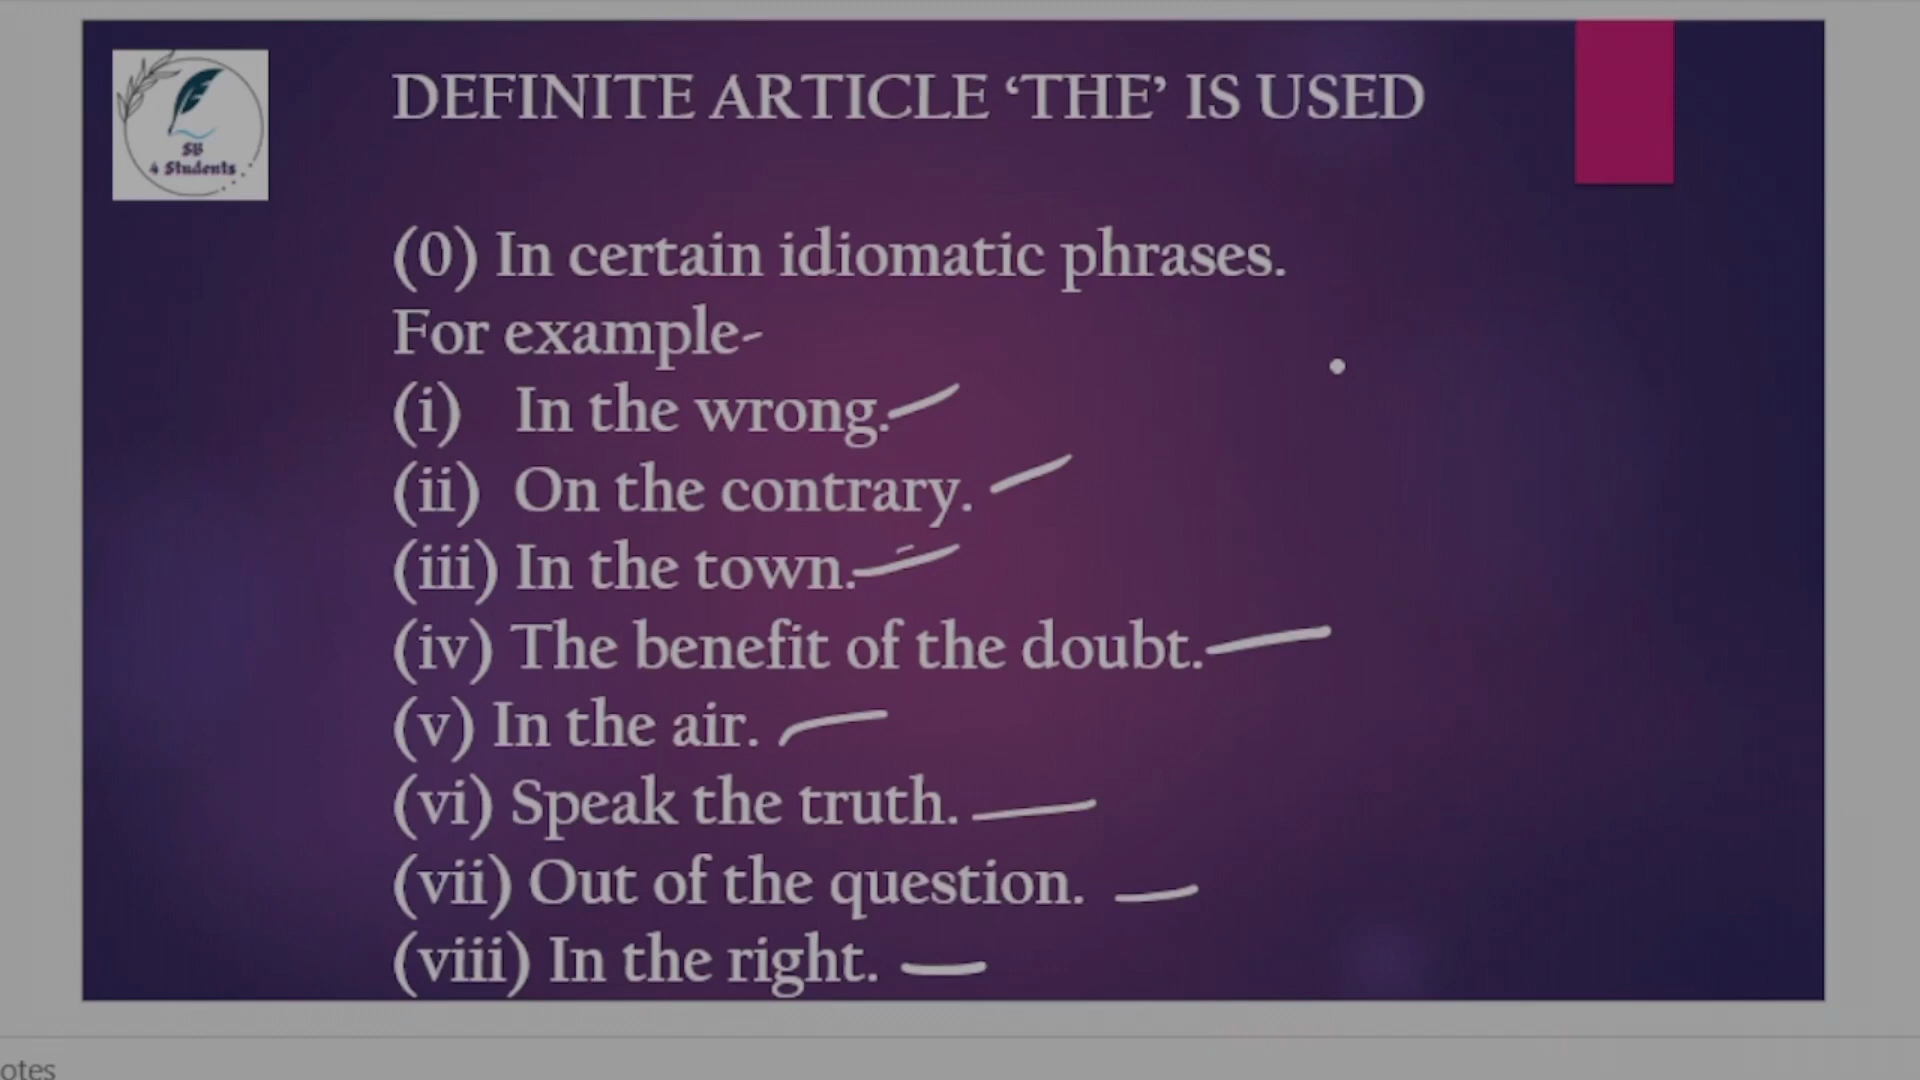 SB
4 Students
DEFINITE ARTICLE ‘THE’ IS USED
(0) In certain idiomatic phrases.
For example-
(i) In the wrong.
(ii) On the contrary.
(iii) In the town.
(iv) The benefit of the doubt.
(v) In the air.
(vi) Speak the truth.
(vii) Out of the question.
(viii) In the right.
otes